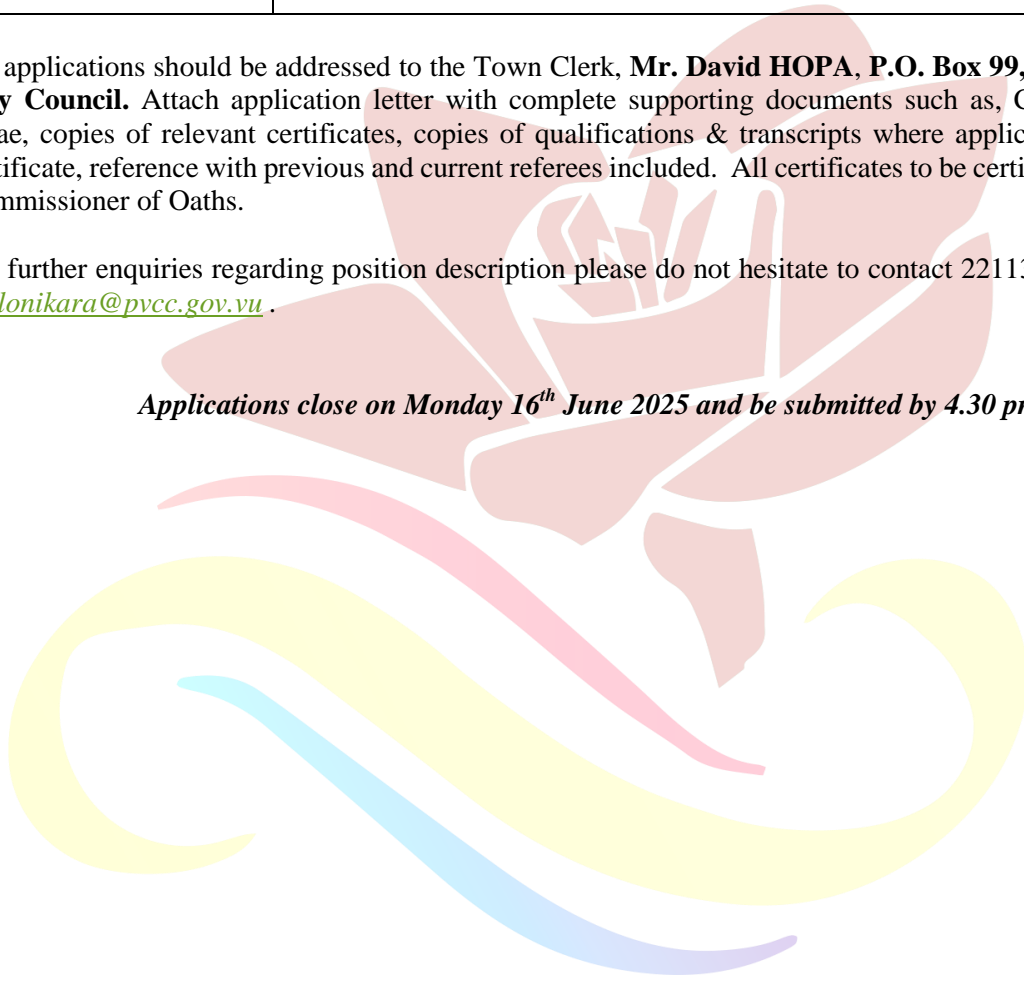 applications should be addressed to the Town Clerk, Mr. David HOPA, P.O. Box 99,
y Council. Attach application letter with complete supporting documents such as, C
ae, copies of relevant certificates, copies of qualifications & transcripts where applic
tificate, reference with previous and current referees included. All certificates to be certi
mmissioner of Oaths.
further enquiries regarding position description please do not hesitate to contact 2211
lonikara@pvcc.gov.vu .
Applications close on Monday 16th June 2025 and be submitted by 4.30 p